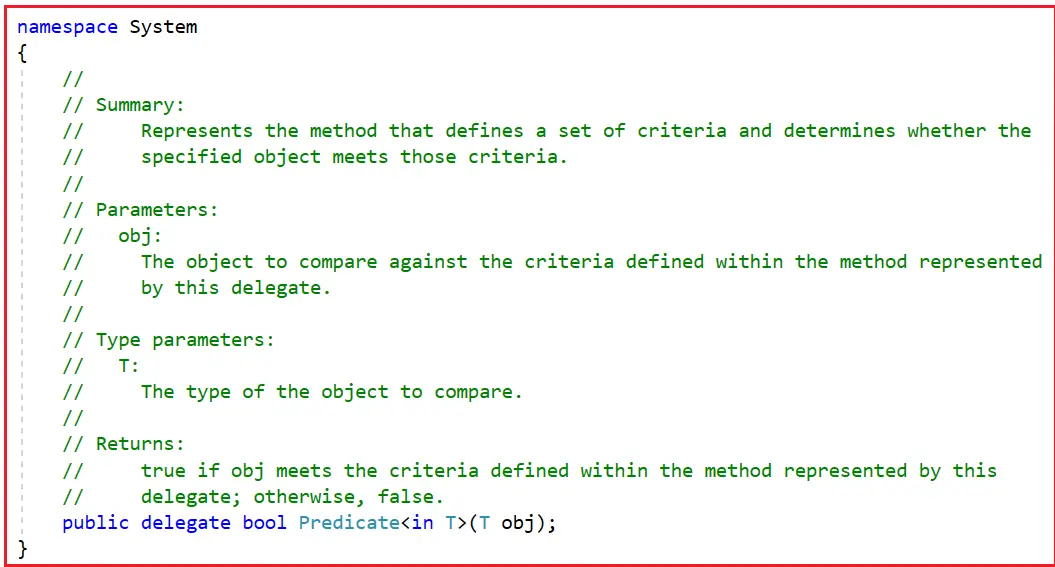 namespace System
{
//
// Summary:
// Represents the method that defines a set of criteria and determines whether the
// specified object meets those criteria.
//
// Parameters:
// obj:
// The object to compare against the criteria defined within the method represented
// by this delegate.
//
// Type parameters:
// T:
// The type of the object to compare.
//
// Returns:
// true if obj meets the criteria defined within the method represented by this
// delegate; otherwise, false.
public delegate bool Predicate<in T>(T obj);
}